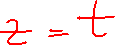 z = t